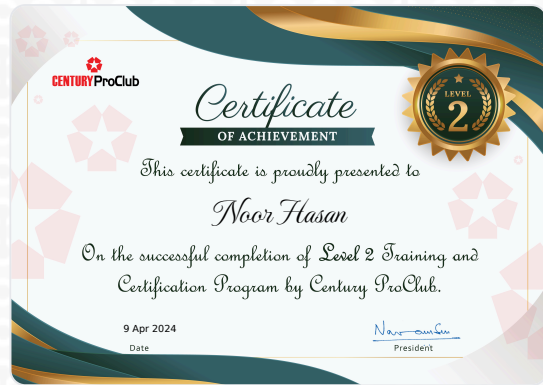 CENTURY ProClub
LEVEL
2
Certificate
OF ACHIEVEMENT
This certificate is proudly presented to
Noor Hasan
On the successful completion of Level 2 Training and
Certification Program by Century ProClub.
9 Apr 2024
Date
President